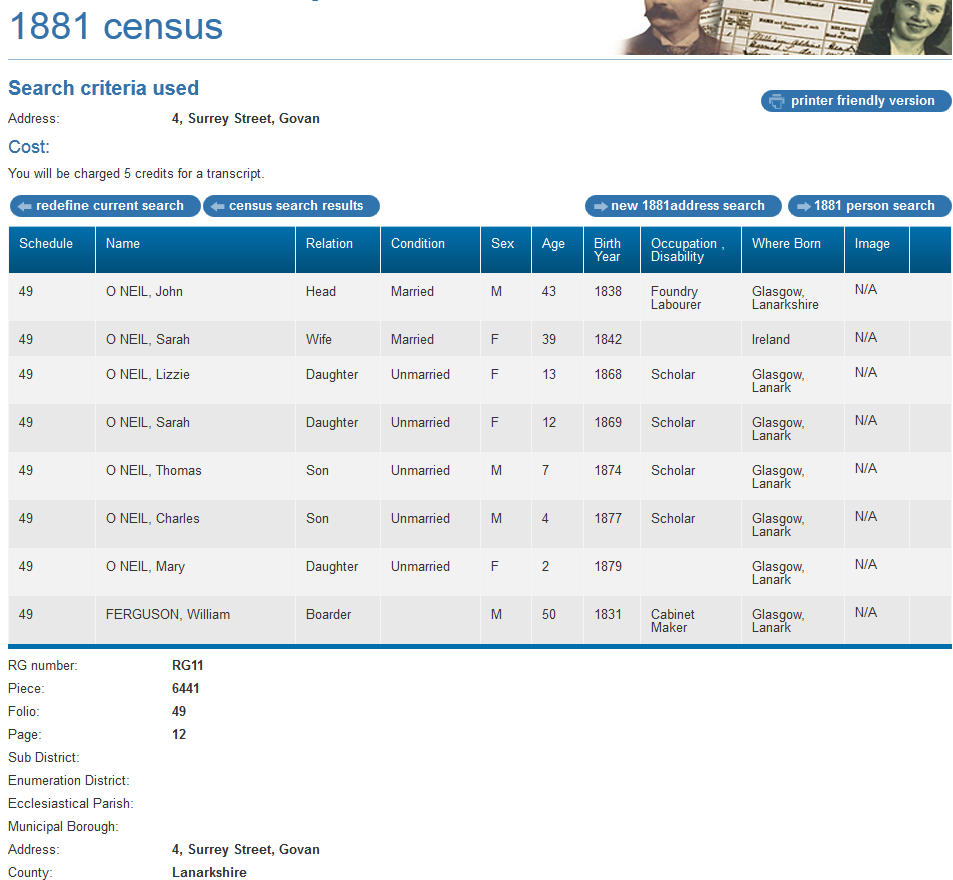 1881 census
Search criteria used
printer friendly version
Address: 4, Surrey Street, Govan
Cost:
You will be charged 5 credits for a transcript.
redefine current search census search results new 1881address search 1881 person search
Schedule Name Relation Condition Sex Age Birth Year Occupation , Disability Where Born Image
49 O NEIL, John Head Married M 43 1838 Foundry Labourer Glasgow, Lanarkshire N/A
49 O NEIL, Sarah Wife Married F 39 1842 Ireland N/A
49 O NEIL, Lizzie Daughter Unmarried F 13 1868 Scholar Glasgow, Lanark N/A
49 O NEIL, Sarah Daughter Unmarried F 12 1869 Scholar Glasgow, Lanark N/A
49 O NEIL, Thomas Son Unmarried M 7 1874 Scholar Glasgow, Lanark N/A
49 O NEIL, Charles Son Unmarried M 4 1877 Scholar Glasgow, Lanark N/A
49 O NEIL, Mary Daughter Unmarried F 2 1879 Glasgow, Lanark N/A
49 FERGUSON, William Boarder M 50 1831 Cabinet Maker Glasgow, Lanark N/A
RG number: RG11
Piece: 6441
Folio: 49
Page: 12
Sub District:
Enumeration District:
Ecclesiastical Parish:
Municipal Borough:
Address: 4, Surrey Street, Govan
County: Lanarkshire